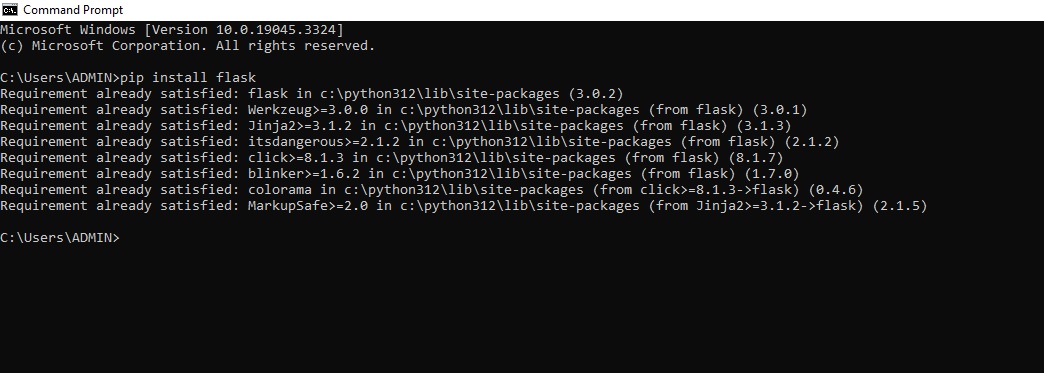 Command Prompt
Microsoft Windows [Version 10.0.19045.3324]
(c) Microsoft Corporation. All rights reserved.
C:\Users\ADMIN>pip install flask
Requirement already satisfied: flask in c:\python312\lib\site-packages (3.0.2)
Requirement already satisfied: Werkzeug>=3.0.0 in c:\python312\lib\site-packages (from flask) (3.0.1)
Requirement already satisfied: Jinja2>=3.1.2 in c:\python312\lib\site-packages (from flask) (3.1.3)
Requirement already satisfied: itsdangerous>=2.1.2 in c:\python312\lib\site-packages (from flask) (2.1.2)
Requirement already satisfied: click>=8.1.3 in c:\python312\lib\site-packages (from flask) (8.1.7)
Requirement already satisfied: blinker>=1.6.2 in c:\python312\lib\site-packages (from flask) (1.7.0)
Requirement already satisfied: colorama in c:\python312\lib\site-packages (from click>=8.1.3->flask) (0.4.6)
Requirement already satisfied: MarkupSafe>=2.0 in c:\python312\lib\site-packages (from Jinja2>=3.1.2->flask) (2.1.5)
C:\Users\ADMIN>